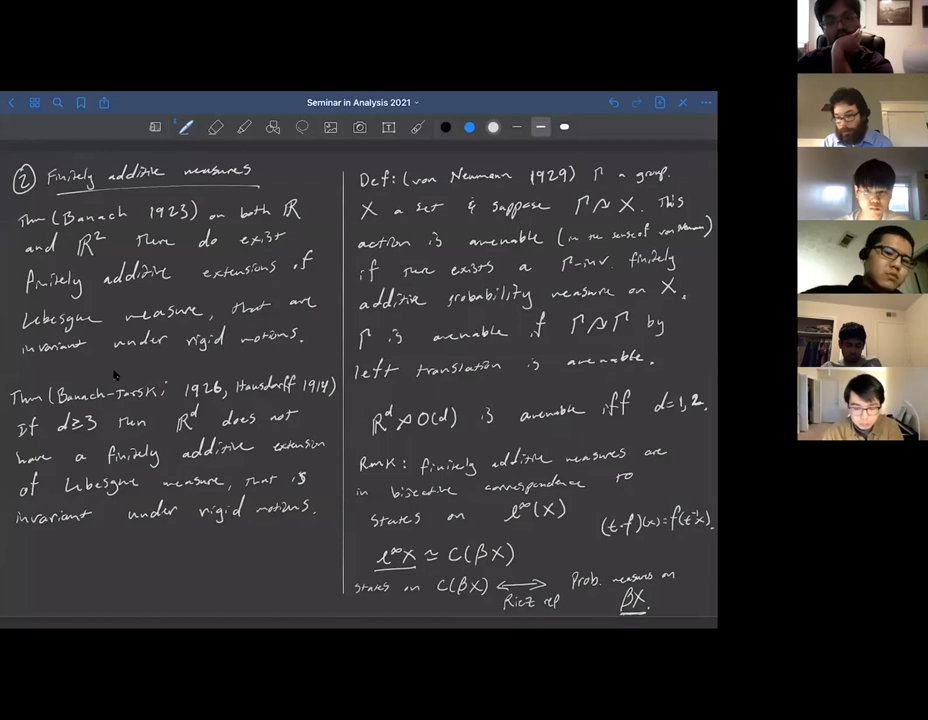 Seminar in Analysis 2021
② Finitely additive measures
Thm (Banach 1923) on both ℝ
and ℝ² there do exist
finitely additive extensions of
Lebesgue measure, that are
invariant under rigid motions.
Thm (Banach-Tarski 1926, Hausdorff 1914)
If d≥3 then ℝᵈ does not
have a finitely additive extension
of Lebesgue measure, that is
invariant under rigid motions.
Def: (von Neumann 1929) Γ a group.
X a set & suppose Γ↷X. This
action is amenable (in the sense of von Neumann)
if there exists a Γ-inv. finitely
additive probability measure on X.
Γ is amenable if Γ↷Γ by
left translation is amenable.
ℝᵈ⋊O(d) is amenable iff d=1,2.
Rmk: finitely additive measures are
in bijective correspondence to
states on ℓ^∞(X)
(t·f)(x)=f(t⁻¹x).
ℓ^∞X ≃ C(βX)
states on C(βX) ⟷ Prob. measures on
Riesz rep βX.